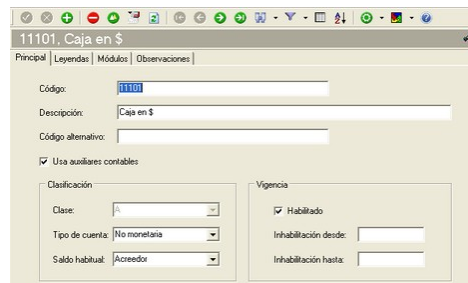 11101, Caja en $
Principal Leyendas Módulos Observaciones
Código: 11101
Descripción: Caja en $
Código alternativo:
Usa auxiliares contables
Clasificación
Clase: A
Tipo de cuenta: No monetaria
Saldo habitual: Acreedor
Vigencia
Habilitado
Inhabilitación desde:
Inhabilitación hasta: